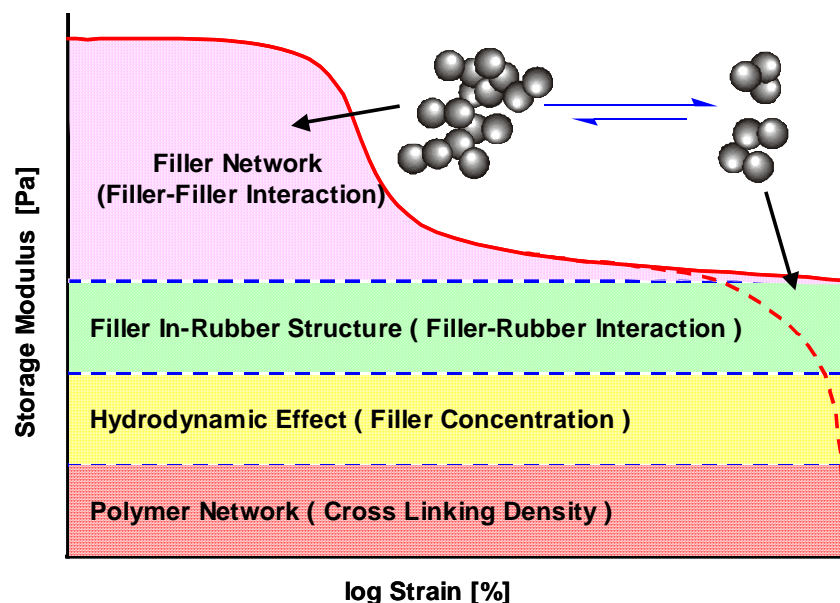 Storage Modulus [Pa]
Filler Network
(Filler-Filler Interaction)
Filler In-Rubber Structure ( Filler-Rubber Interaction )
Hydrodynamic Effect ( Filler Concentration )
Polymer Network ( Cross Linking Density )
log Strain [%]